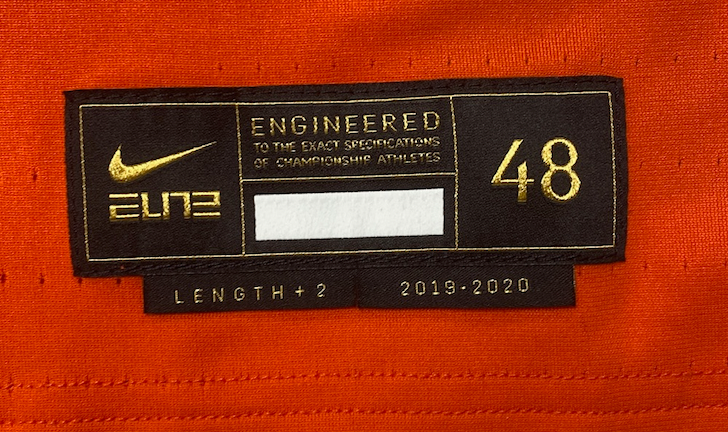 ELITE
ENGINEERED
TO THE EXACT SPECIFICATIONS
OF CHAMPIONSHIP ATHLETES
48
LENGTH + 2
2019-2020